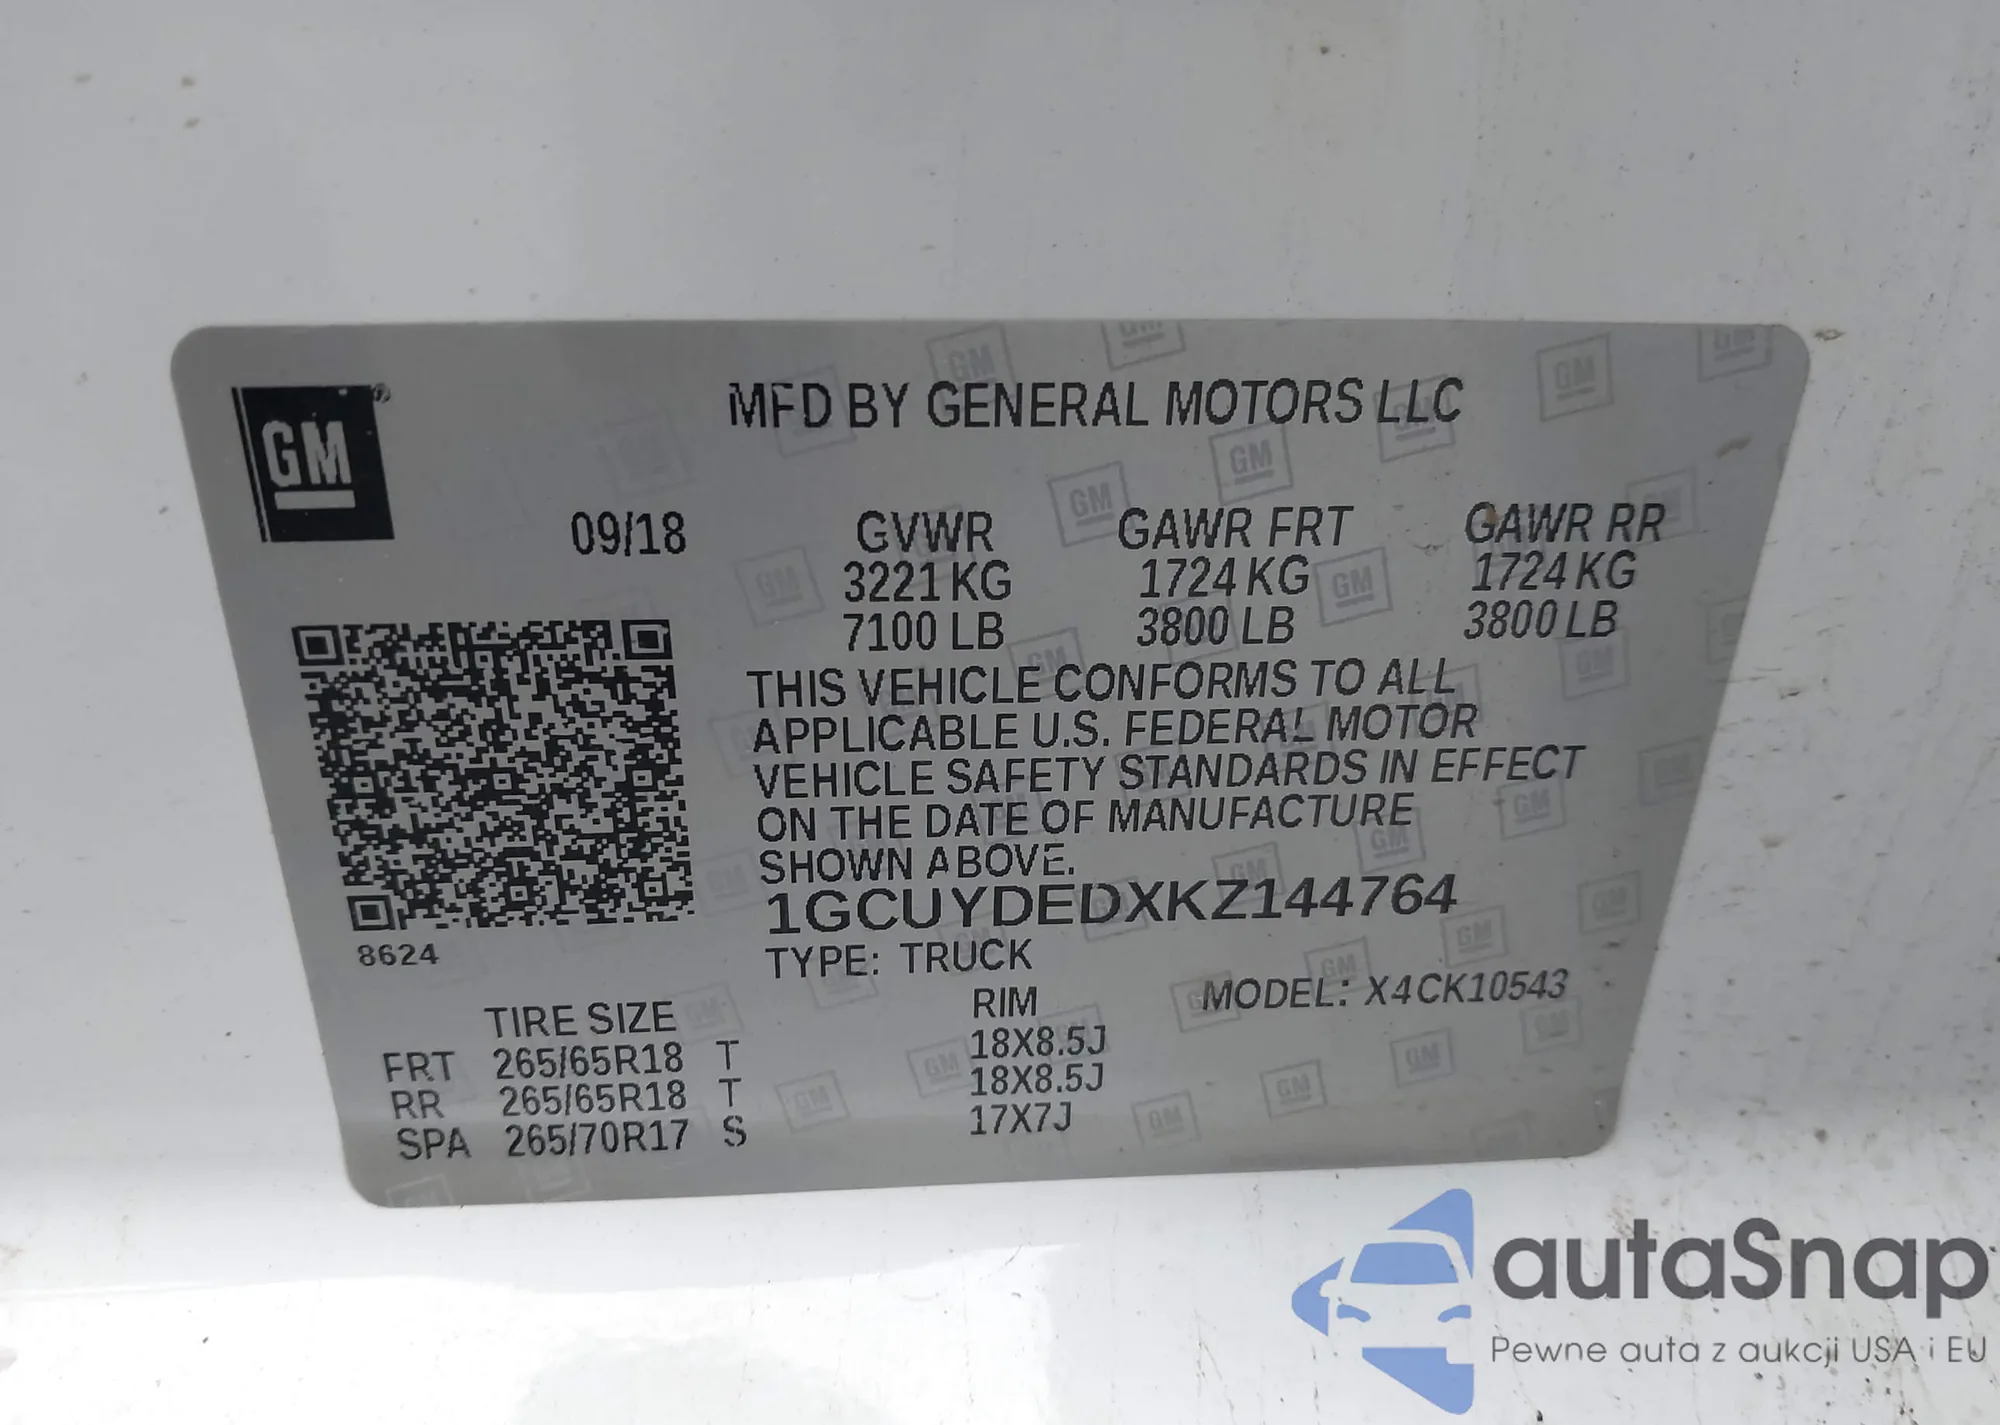 GM
MFD BY GENERAL MOTORS LLC
09/18 GVWR GAWR FRT GAWR RR
3221 KG 1724 KG 1724 KG
7100 LB 3800 LB 3800 LB
THIS VEHICLE CONFORMS TO ALL
APPLICABLE U.S. FEDERAL MOTOR
VEHICLE SAFETY STANDARDS IN EFFECT
ON THE DATE OF MANUFACTURE
SHOWN ABOVE.
1GCUYDEDXKZ144764
8624
TYPE: TRUCK
MODEL: X4CK10543
TIRE SIZE RIM
FRT 265/65R18 T 18X8.5J
RR 265/65R18 T 18X8.5J
SPA 265/70R17 S 17X7J
autaSnap
Pewne auta z aukcji USA i EU